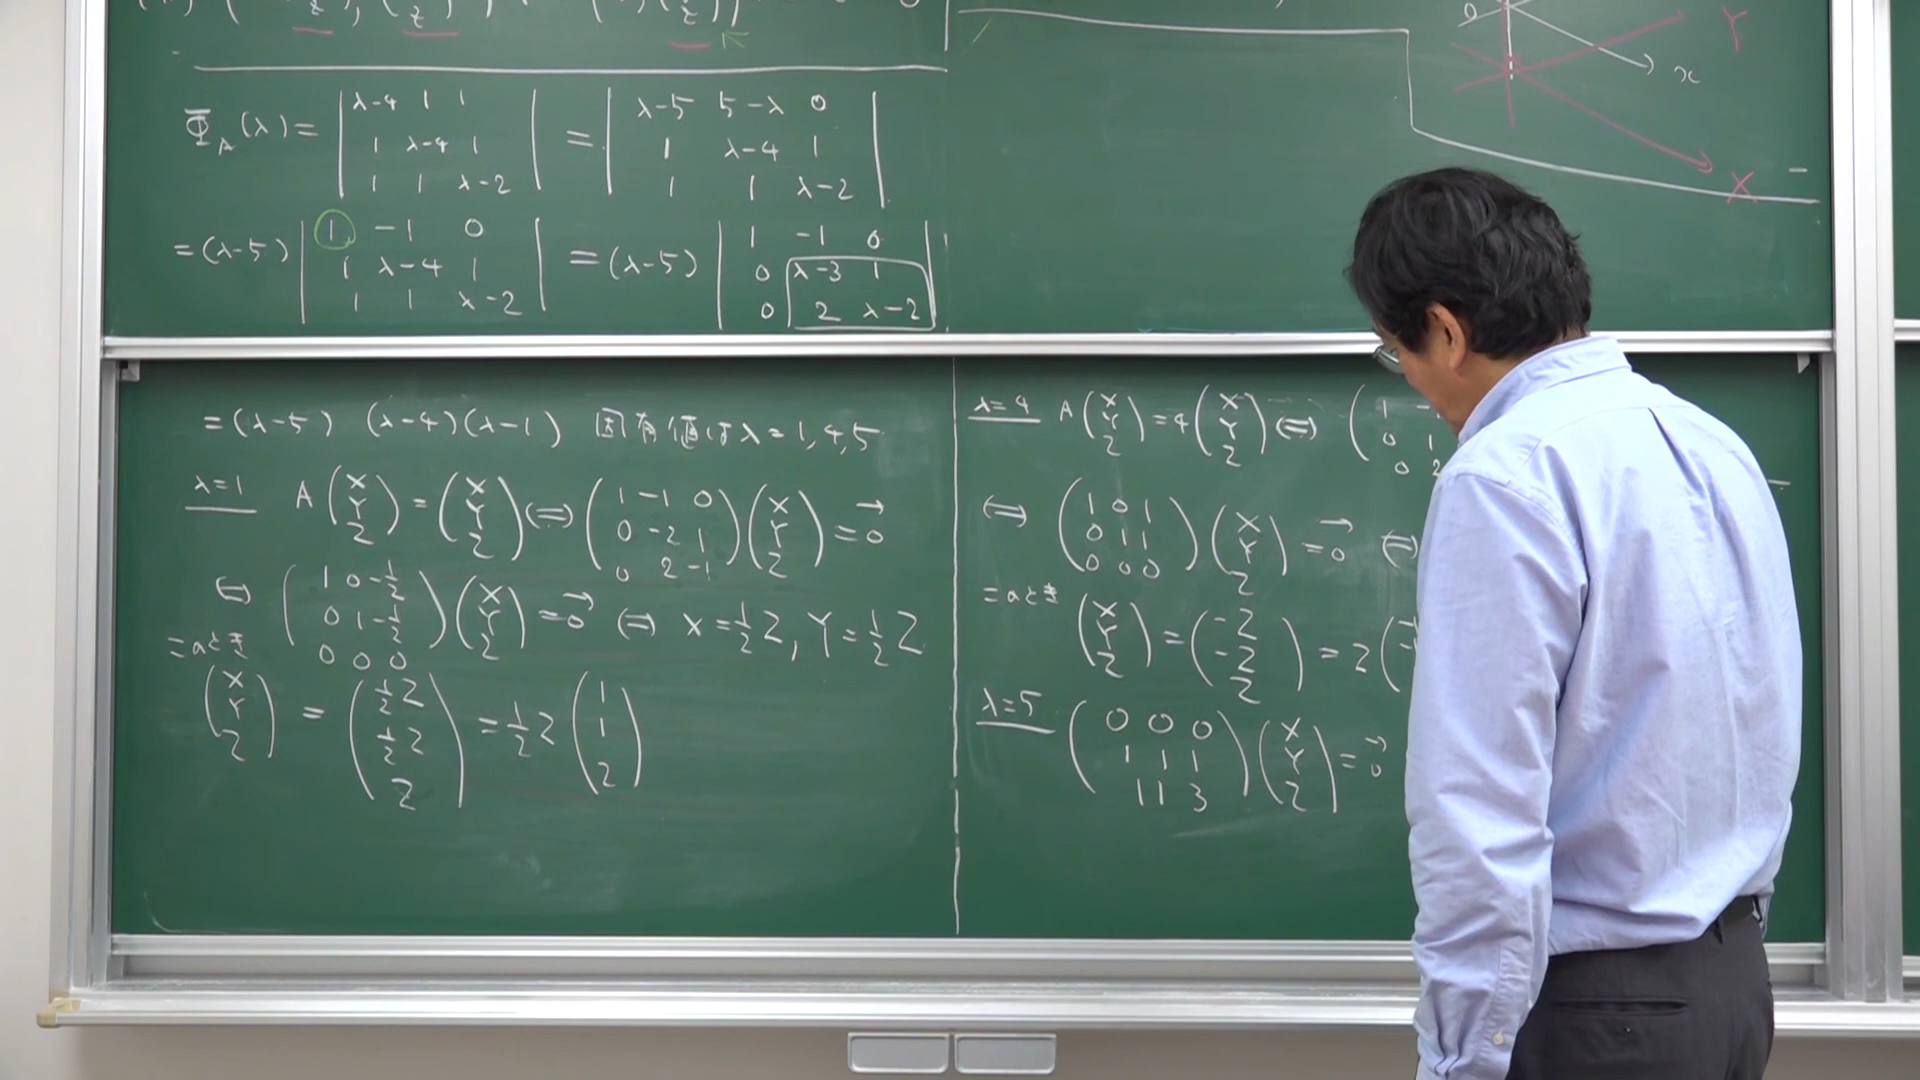 Φ_A(λ) = | λ-4 1 1 | = | λ-5 5-λ 0 |
| 1 λ-4 1 | | 1 λ-4 1 |
| 1 1 λ-2 | | 1 1 λ-2 |
= (λ-5) | 1 -1 0 | = (λ-5) | 1 -1 0 |
| 1 λ-4 1 | | 0 λ-3 1 |
| 1 1 λ-2 | | 0 2 λ-2 |
0
x
Y
X
= (λ-5) (λ-4)(λ-1) 固有値は λ=1,4,5
λ=1 A (X Y Z) = (X Y Z) ⇔ (1 -1 0
0 -2 1
0 2 -1) (X Y Z) = 0→
⇔ (1 0 -1/2
0 1 -1/2
0 0 0) (X Y Z) = 0→ ⇔ X = 1/2 Z, Y = 1/2 Z
このとき
(X Y Z) = (1/2 Z 1/2 Z Z) = 1/2 Z (1 1 2)
λ=4 A (X Y Z) = 4 (X Y Z) ⇔ (1 -
0 1
0 2
⇔ (1 0 1
0 1 1
0 0 0) (X Y Z) = 0→ ⇔
このとき (X Y Z) = (-Z -Z Z) = Z (-
λ=5 (0 0 0
1 1 1
1 1 3) (X Y Z) = 0→